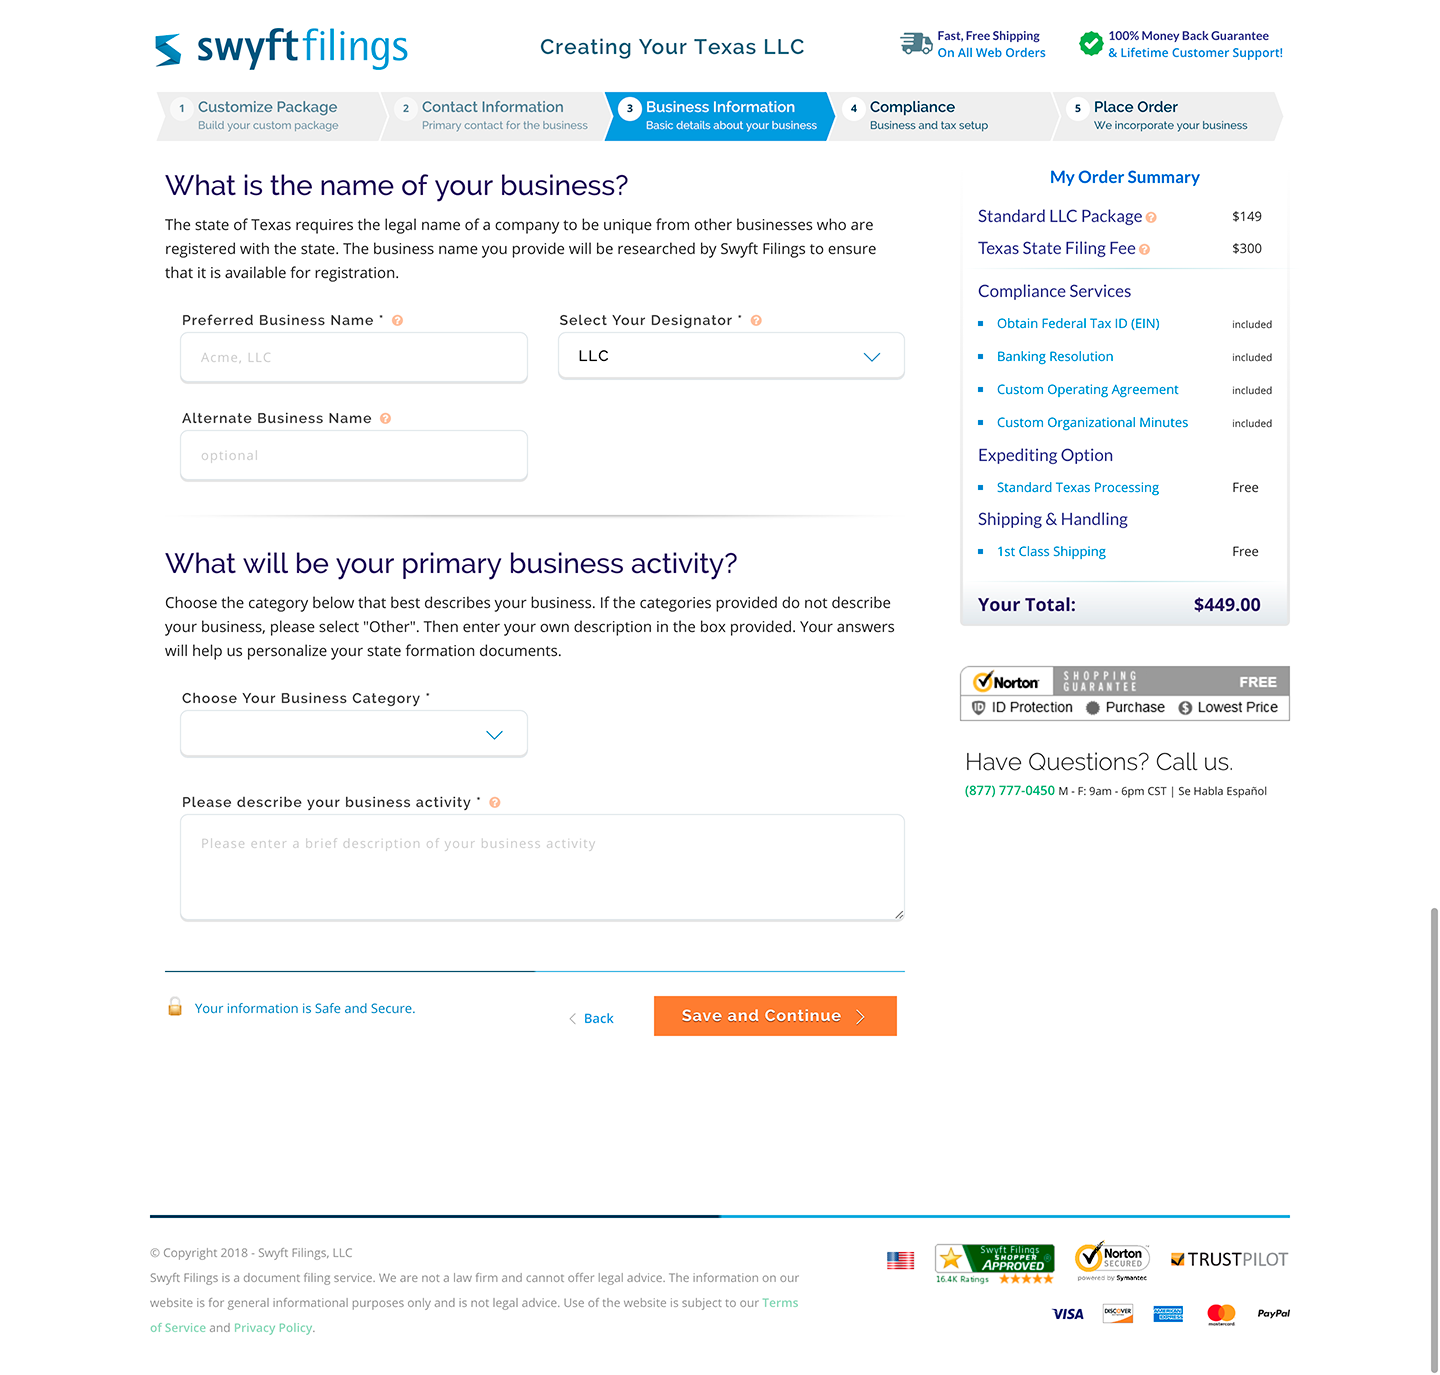 swyftfilings
Creating Your Texas LLC
Fast, Free Shipping
On All Web Orders
100% Money Back Guarantee
& Lifetime Customer Support!
1 Customize Package
Build your custom package
2 Contact Information
Primary contact for the business
3 Business Information
Basic details about your business
4 Compliance
Business and tax setup
5 Place Order
We incorporate your business
What is the name of your business?
The state of Texas requires the legal name of a company to be unique from other businesses who are
registered with the state. The business name you provide will be researched by Swyft Filings to ensure
that it is available for registration.
Preferred Business Name * ?
Acme, LLC
Select Your Designator * ?
LLC
Alternate Business Name ?
optional
What will be your primary business activity?
Choose the category below that best describes your business. If the categories provided do not describe
your business, please select "Other". Then enter your own description in the box provided. Your answers
will help us personalize your state formation documents.
Choose Your Business Category *
Please describe your business activity * ?
Please enter a brief description of your business activity
Your information is Safe and Secure.
Back
Save and Continue
My Order Summary
Standard LLC Package ? $149
Texas State Filing Fee ? $300
Compliance Services
Obtain Federal Tax ID (EIN) included
Banking Resolution included
Custom Operating Agreement included
Custom Organizational Minutes included
Expediting Option
Standard Texas Processing Free
Shipping & Handling
1st Class Shipping Free
Your Total: $449.00
Norton SHOPPING GUARANTEE FREE
ID Protection Purchase $ Lowest Price
Have Questions? Call us.
(877) 777-0450 M - F: 9am - 6pm CST | Se Habla Español
© Copyright 2018 - Swyft Filings, LLC
Swyft Filings is a document filing service. We are not a law firm and cannot offer legal advice. The information on our
website is for general informational purposes only and is not legal advice. Use of the website is subject to our Terms
of Service and Privacy Policy.
Swyft Filings
SHOPPER
APPROVED
16.4K Ratings
Norton
SECURED
powered by Symantec
TRUSTPILOT
VISA
DISCOVER
AMERICAN EXPRESS
mastercard
PayPal